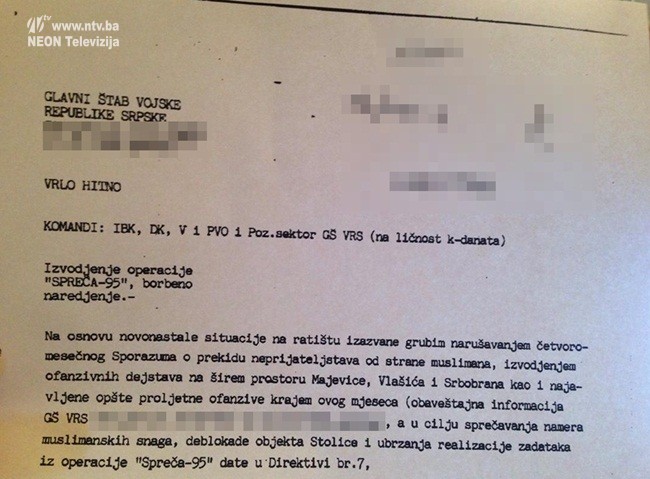 www.ntv.ba
NEON Televizija
GLAVNI ŠTAB VOJSKE
REPUBLIKE SRPSKE
VRLO HITNO
KOMANDI: IBK, DK, V i PVO i Poz.sektor GŠ VRS (na ličnost k-danata)
Izvodjenje operacije
"SPREČA-95", borbeno
naredjenje.-
Na osnovu novonastale situacije na ratištu izazvane grubim narušavanjem četvoro-
mesečnog Sporazuma o prekidu neprijateljstava od strane muslimana, izvodjenjem
ofanzivnih dejstava na širem prostoru Majevice, Vlašića i Srbobrana kao i naja-
vljene opšte proljetne ofanzive krajem ovog mjeseca (obaveštajna informacija
GŠ VRS , a u cilju sprečavanja namera
muslimanskih snaga, deblokade objekta Stolice i ubrzanja realizacije zadataka
iz operacije "Spreča-95" date u Direktivi br.7,